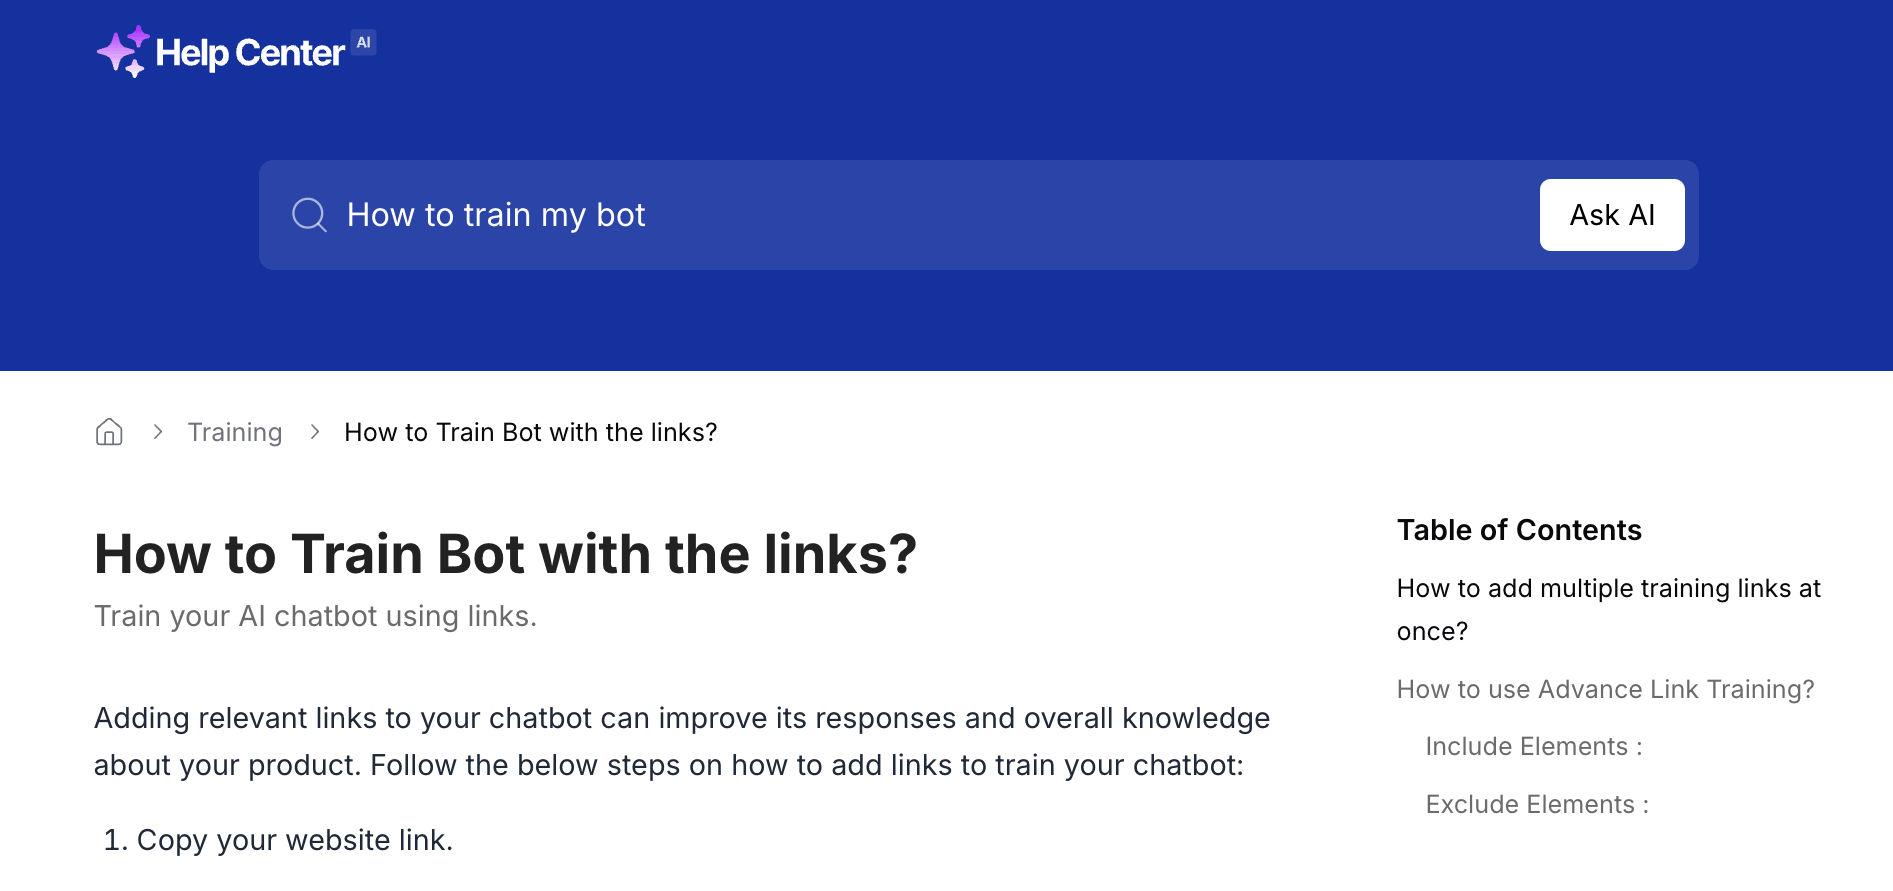 Help Center AI
How to train my bot
Ask AI
Training
How to Train Bot with the links?
How to Train Bot with the links?
Train your AI chatbot using links.
Adding relevant links to your chatbot can improve its responses and overall knowledge
about your product. Follow the below steps on how to add links to train your chatbot:
1. Copy your website link.
Table of Contents
How to add multiple training links at
once?
How to use Advance Link Training?
Include Elements :
Exclude Elements :